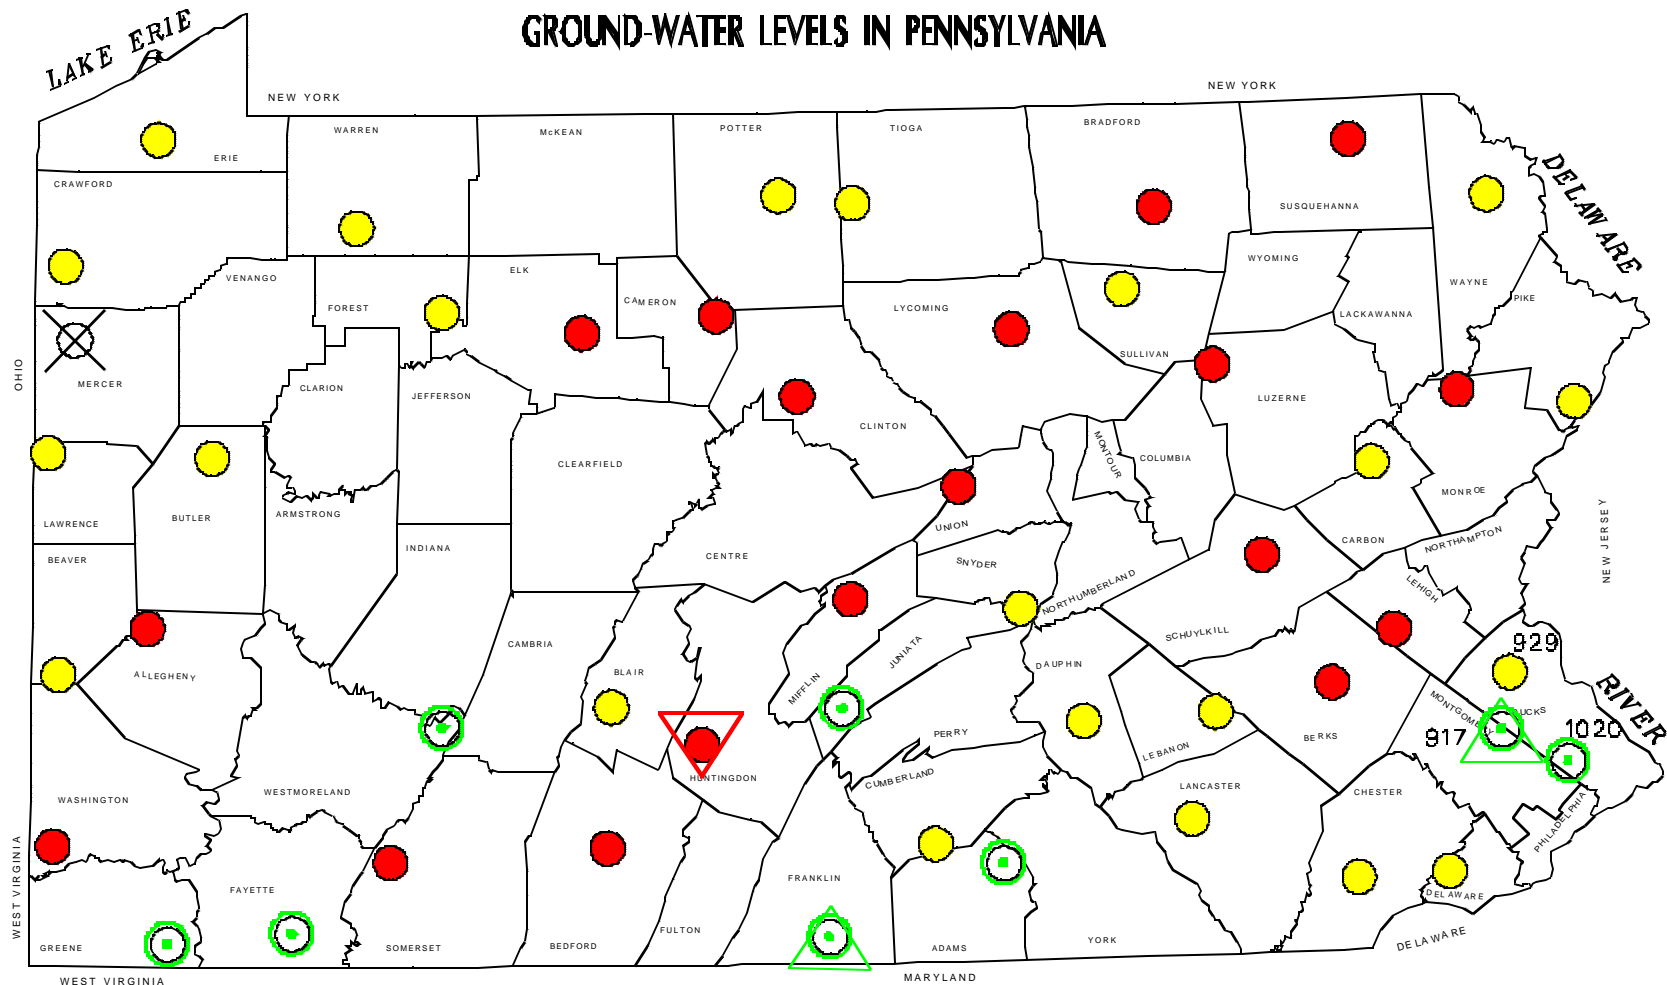 GROUND-WATER LEVELS IN PENNSYLVANIA
LAKE ERIE
NEW YORK
NEW YORK
WARREN
McKEAN
POTTER
TIOGA
BRADFORD
ERIE
CRAWFORD
SUSQUEHANNA
DELAWARE
VENANGO
ELK
WYOMING
WAYNE
PIKE
FOREST
CAMERON
LYCOMING
LACKAWANNA
SULLIVAN
OHIO
MERCER
CLARION
JEFFERSON
LUZERNE
CLINTON
MONTOUR
COLUMBIA
CLEARFIELD
MONROE
LAWRENCE
BUTLER
ARMSTRONG
UNION
CARBON
NORTHAMPTON
NEW JERSEY
BEAVER
INDIANA
CENTRE
SNYDER
NORTHUMBERLAND
LEHIGH
CAMBRIA
JUNIATA
SCHUYLKILL
929
ALLEGHENY
BLAIR
MIFFLIN
DAUPHIN
MONTGOMERY
BUCKS
RIVER
PERRY
LEBANON
BERKS
917
1020
HUNTINGDON
CUMBERLAND
WASHINGTON
WESTMORELAND
LANCASTER
CHESTER
PHILADELPHIA
WEST VIRGINIA
FAYETTE
FRANKLIN
DELAWARE
GREENE
SOMERSET
BEDFORD
FULTON
ADAMS
YORK
DELAWARE
WEST VIRGINIA
MARYLAND